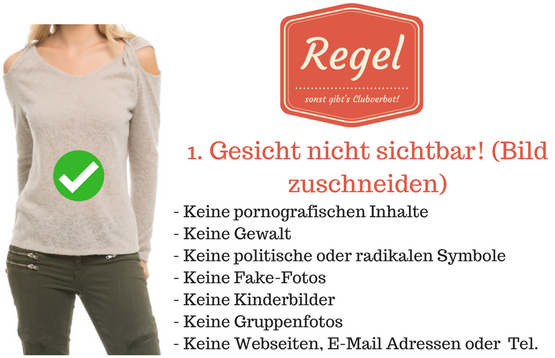 Regel
sonst gibt's Clubverbot!
1. Gesicht nicht sichtbar! (Bild
zuschneiden)
- Keine pornografischen Inhalte
- Keine Gewalt
- Keine politische oder radikalen Symbole
- Keine Fake-Fotos
- Keine Kinderbilder
- Keine Gruppenfotos
- Keine Webseiten, E-Mail Adressen oder Tel.